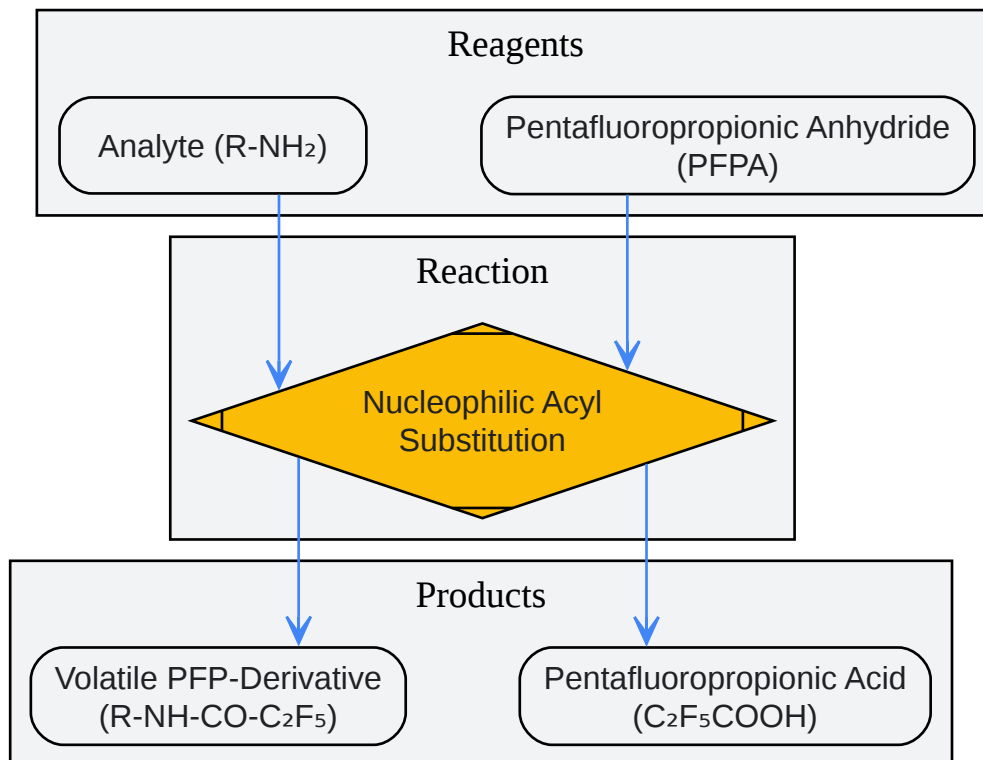 Reagents
Analyte (R-NH₂)
Pentafluoropropionic Anhydride
(PFPA)
Reaction
Nucleophilic Acyl
Substitution
Products
Volatile PFP-Derivative
(R-NH-CO-C₂F₅)
Pentafluoropropionic Acid
(C₂F₅COOH)